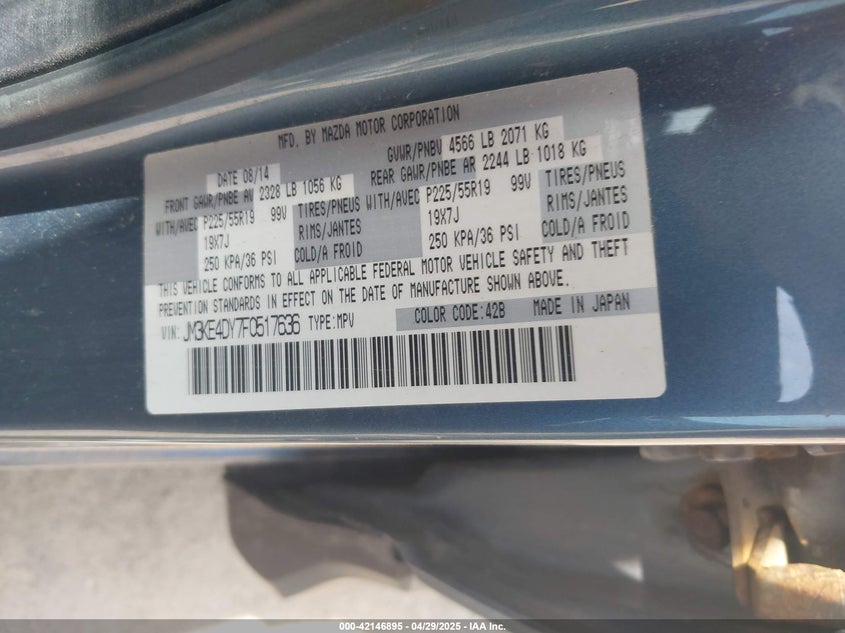 MFD. BY MAZDA MOTOR CORPORATION
DATE 08/14 GVWR/PNBV 4566 LB 2071 KG
FRONT GAWR/PNBE AV 2328 LB 1056 KG REAR GAWR/PNBE AR 2244 LB 1018 KG
WITH/AVEC P225/55R19 99V TIRES/PNEUS WITH/AVEC P225/55R19 99V TIRES/PNEUS
19X7J RIMS/JANTES 19X7J RIMS/JANTES
250 KPA/36 PSI COLD/A FROID 250 KPA/36 PSI COLD/A FROID
THIS VEHICLE CONFORMS TO ALL APPLICABLE FEDERAL MOTOR VEHICLE SAFETY AND THEFT
PREVENTION STANDARDS IN EFFECT ON THE DATE OF MANUFACTURE SHOWN ABOVE.
VIN: JM3KE4DY7F0517636 TYPE:MPV COLOR CODE:42B MADE IN JAPAN
000-42146895 - 04/29/2025 - IAA Inc.